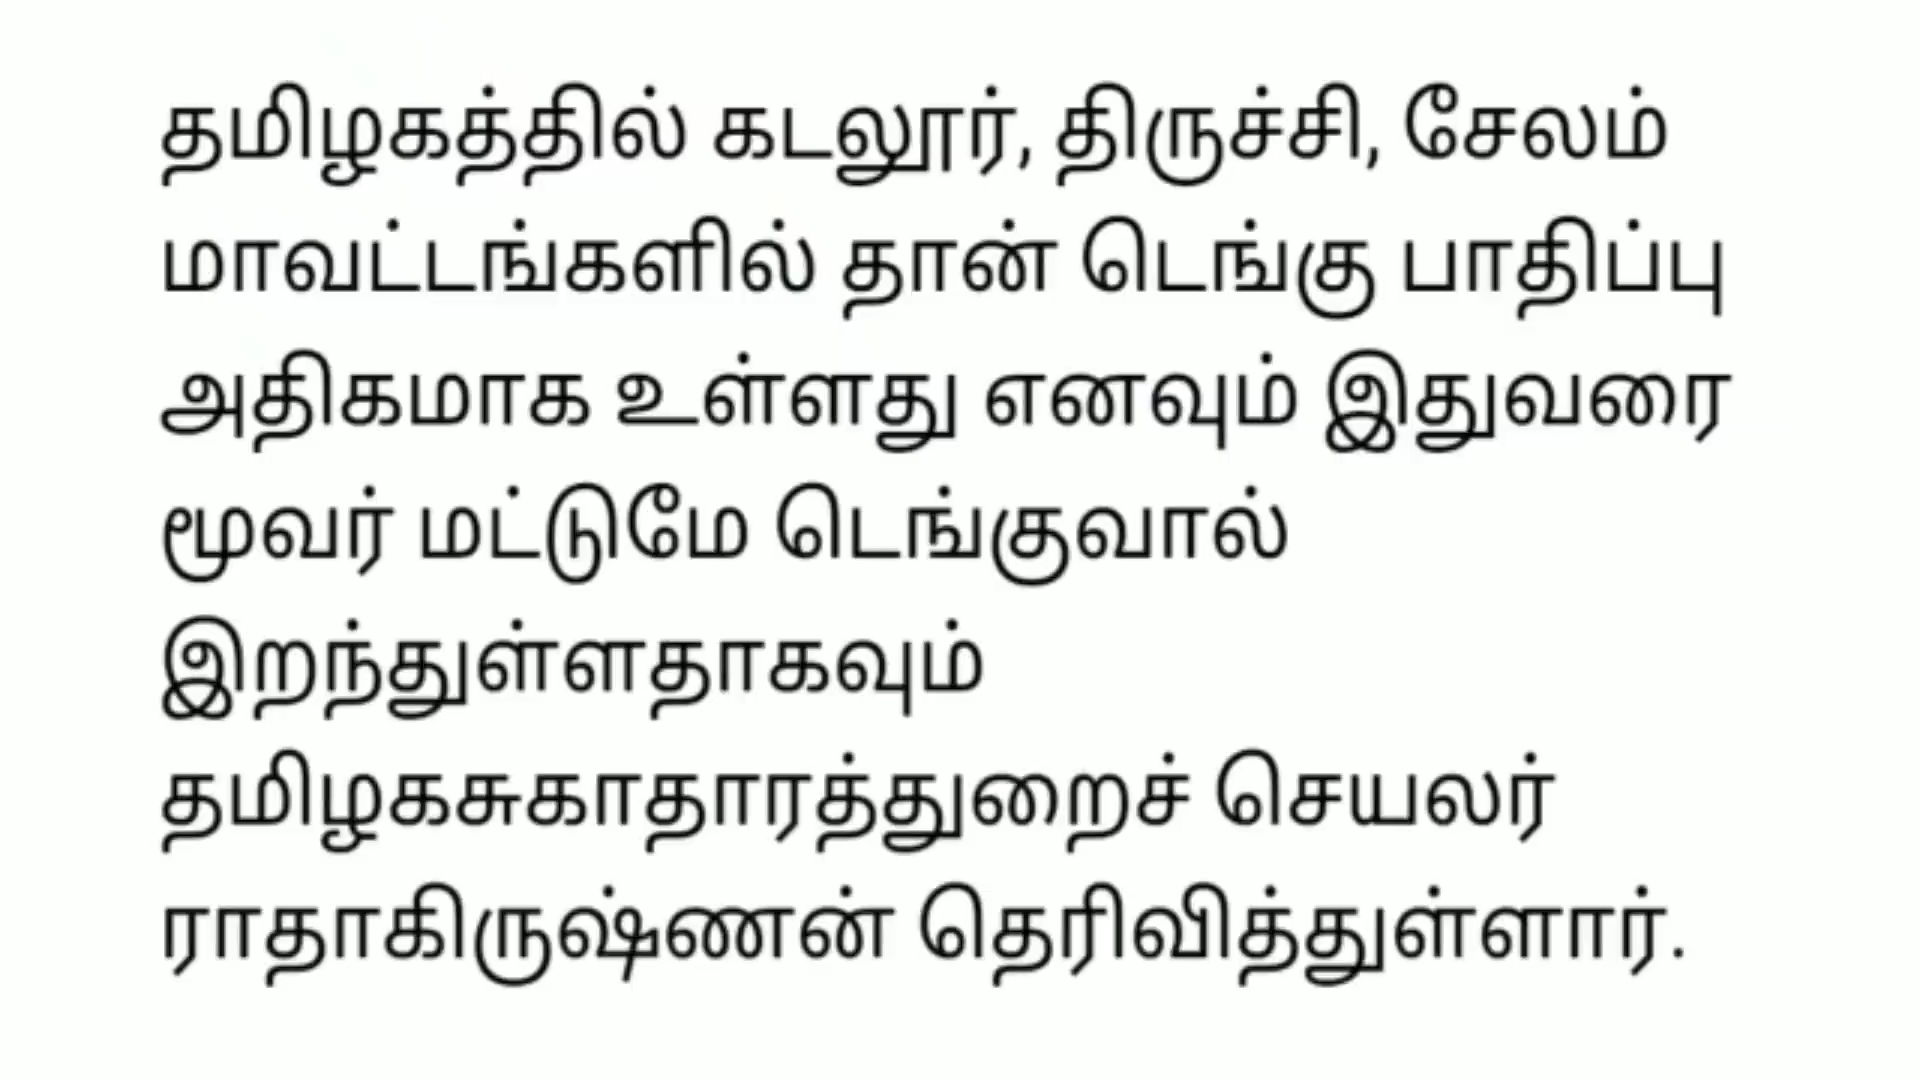 தமிழகத்தில் கடலூர், திருச்சி, சேலம்
மாவட்டங்களில் தான் டெங்கு பாதிப்பு
அதிகமாக உள்ளது எனவும் இதுவரை
மூவர் மட்டுமே டெங்குவால்
இறந்துள்ளதாகவும்
தமிழகசுகாதாரத்துறைச் செயலர்
ராதாகிருஷ்ணன் தெரிவித்துள்ளார்.